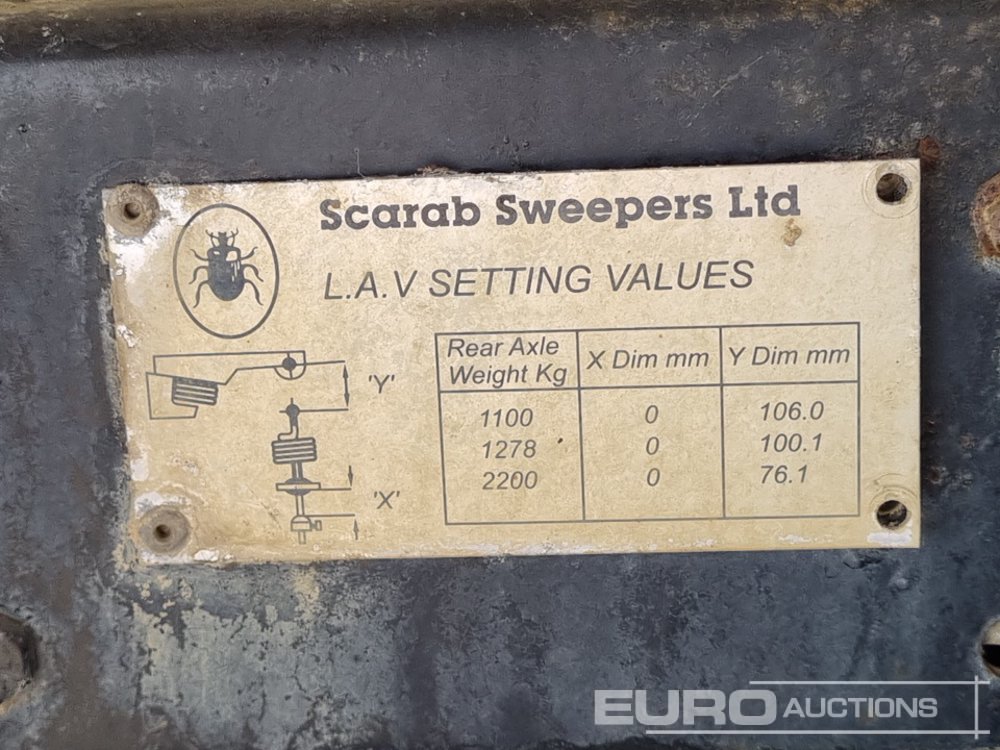 Scarab Sweepers Ltd
L.A.V SETTING VALUES
Rear Axle
Weight Kg
X Dim mm
Y Dim mm
1100 0 106.0
1278 0 100.1
2200 0 76.1
'Y'
'X'
EURO AUCTIONS